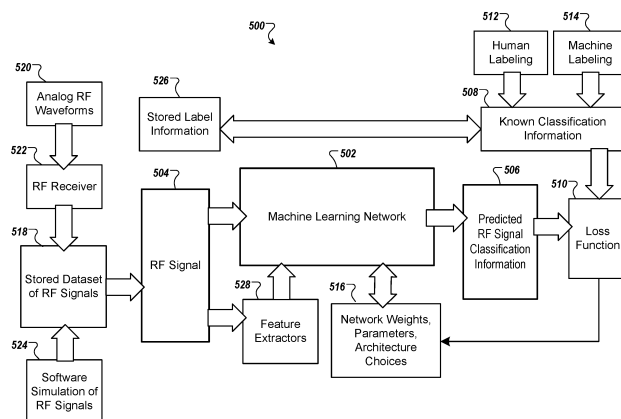 500
512
Human
Labeling
514
Machine
Labeling
520
Analog RF
Waveforms
526
Stored Label
Information
508
Known Classification
Information
522
RF Receiver
504
RF Signal
502
Machine Learning Network
506
Predicted
RF Signal
Classification
Information
510
Loss
Function
518
Stored Dataset
of RF Signals
528
Feature
Extractors
516
Network Weights,
Parameters,
Architecture
Choices
524
Software
Simulation of
RF Signals